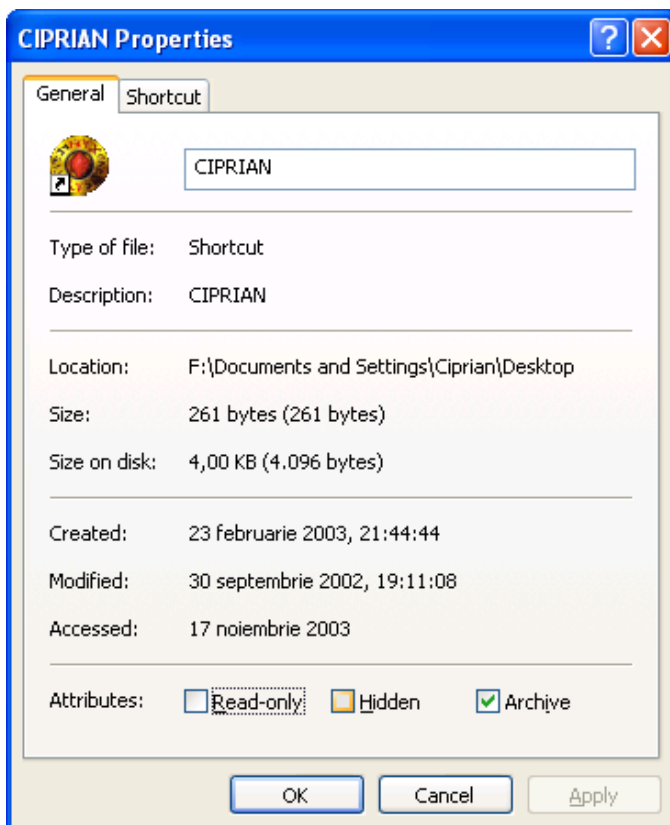 CIPRIAN Properties
General Shortcut
CIPRIAN
Type of file: Shortcut
Description: CIPRIAN
Location: F:\Documents and Settings\Ciprian\Desktop
Size: 261 bytes (261 bytes)
Size on disk: 4,00 KB (4.096 bytes)
Created: 23 februarie 2003, 21:44:44
Modified: 30 septembrie 2002, 19:11:08
Accessed: 17 noiembrie 2003
Attributes: Read-only Hidden Archive
OK Cancel Apply